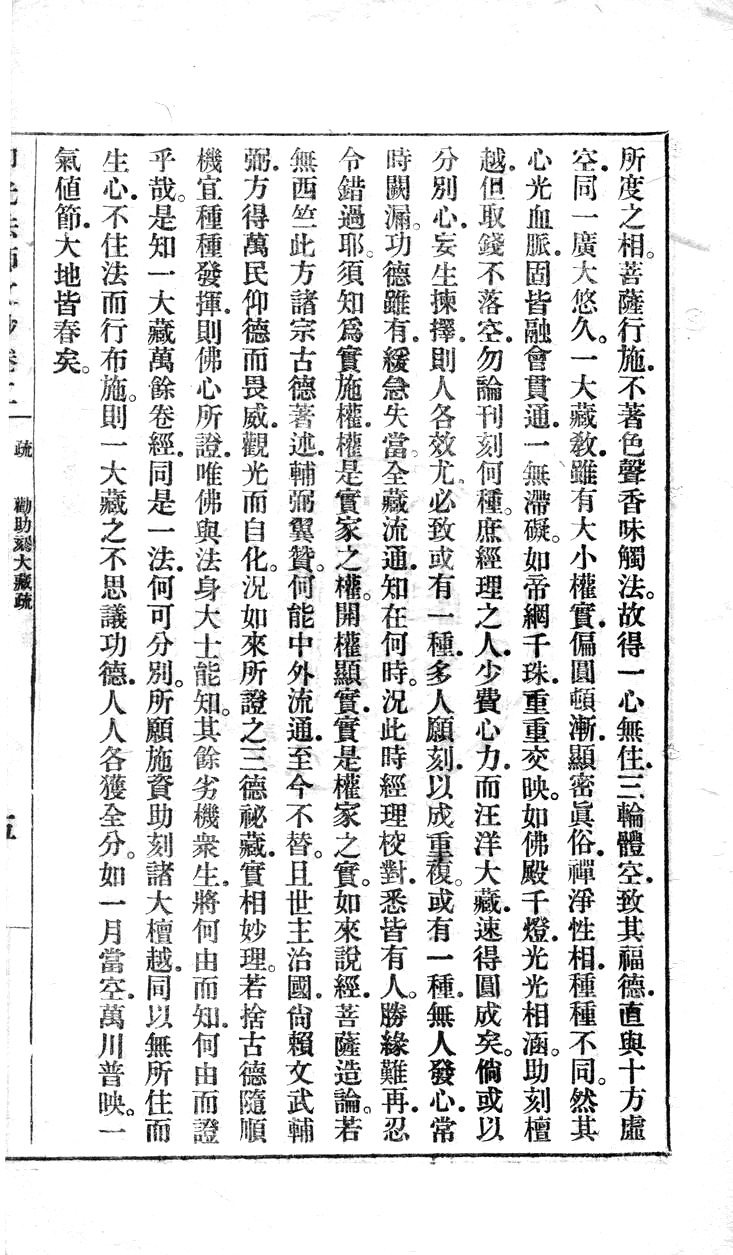 所度之相。菩薩行施．不著色聲香味觸法。故得一心無住．三輪體空．致其福德．直與十方虛
空．同一廣大悠久。一大藏教．雖有大小權實．偏圓頓漸．顯密眞俗．禪淨性相．種種不同。然其
心光血脈．固皆融會貫通．一無滯礙。如帝網千珠．重重交映。如佛殿千燈．光光相涵。助刻檀
越．但取錢不落空．勿論刊刻何種。庶經理之人．少費心力．而汪洋大藏．速得圓成矣。倘或以
分別心．妄生揀擇．則人各效尤．必致或有一種．多人願刻．以成重複。或有一種．無人發心．常
時闕漏。功德雖有．緩急失當。全藏流通．知在何時。況此時經理校對．悉皆有人。勝緣難再．忍
令錯過耶。須知爲實施權．權是實家之權。開權顯實．實是權家之實。如來說經．菩薩造論。若
無西竺此方諸宗古德著述．輔弼翼贊。何能中外流通．至今不替。且世主治國．尙賴文武輔
弼．方得萬民仰德而畏威．觀光而自化。況如來所證之三德祕藏．實相妙理。若捨古德隨順
機宜．種種發揮．則佛心所證．唯佛與法身大士能知。其餘劣機衆生．將何由而知．何由而證
乎哉。是知一大藏萬餘卷經．同是一法．何可分別。所願施資助刻諸大檀越．同以無所住而
生心．不住法而行布施。則一大藏之不思議功德．人人各獲全分。如一月當空．萬川普映。一
氣値節．大地皆春矣。
疏　勸助刻大藏疏